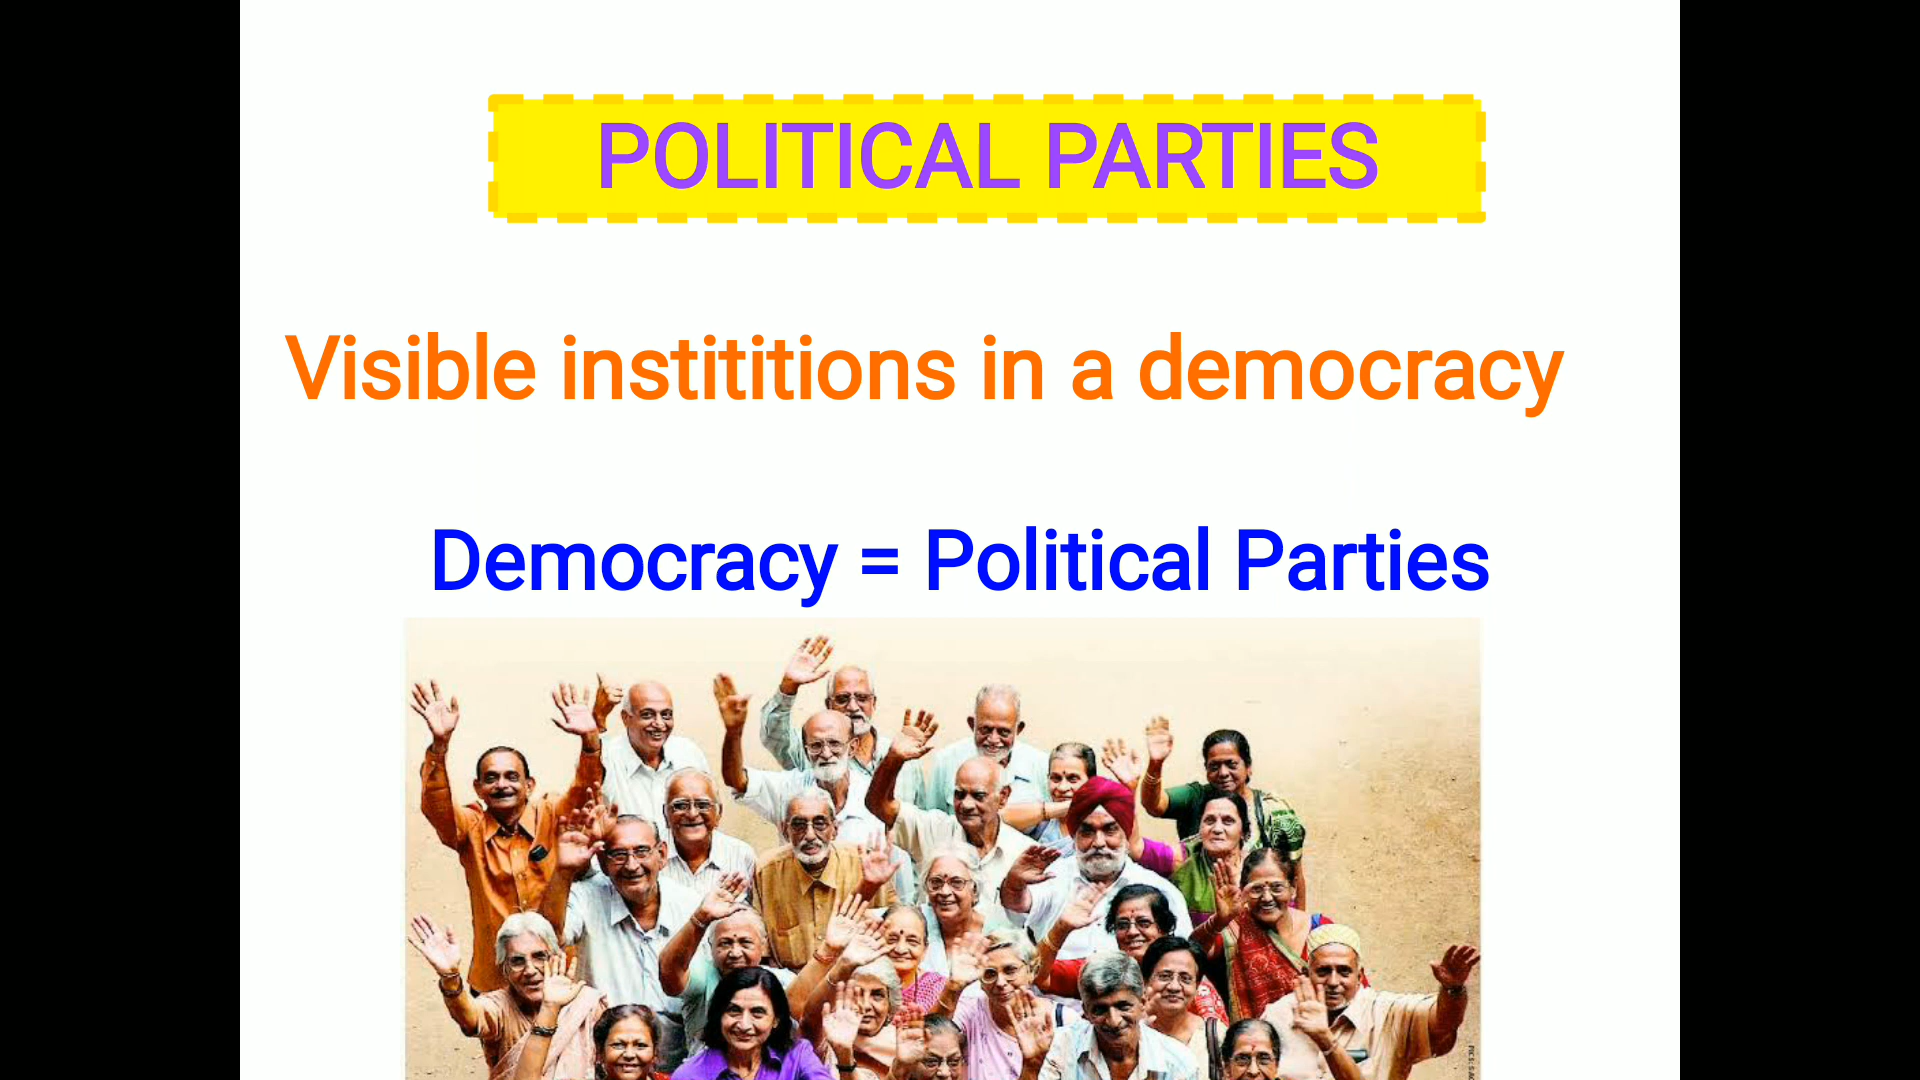 POLITICAL PARTIES
Visible instititions in a democracy
Democracy = Political Parties